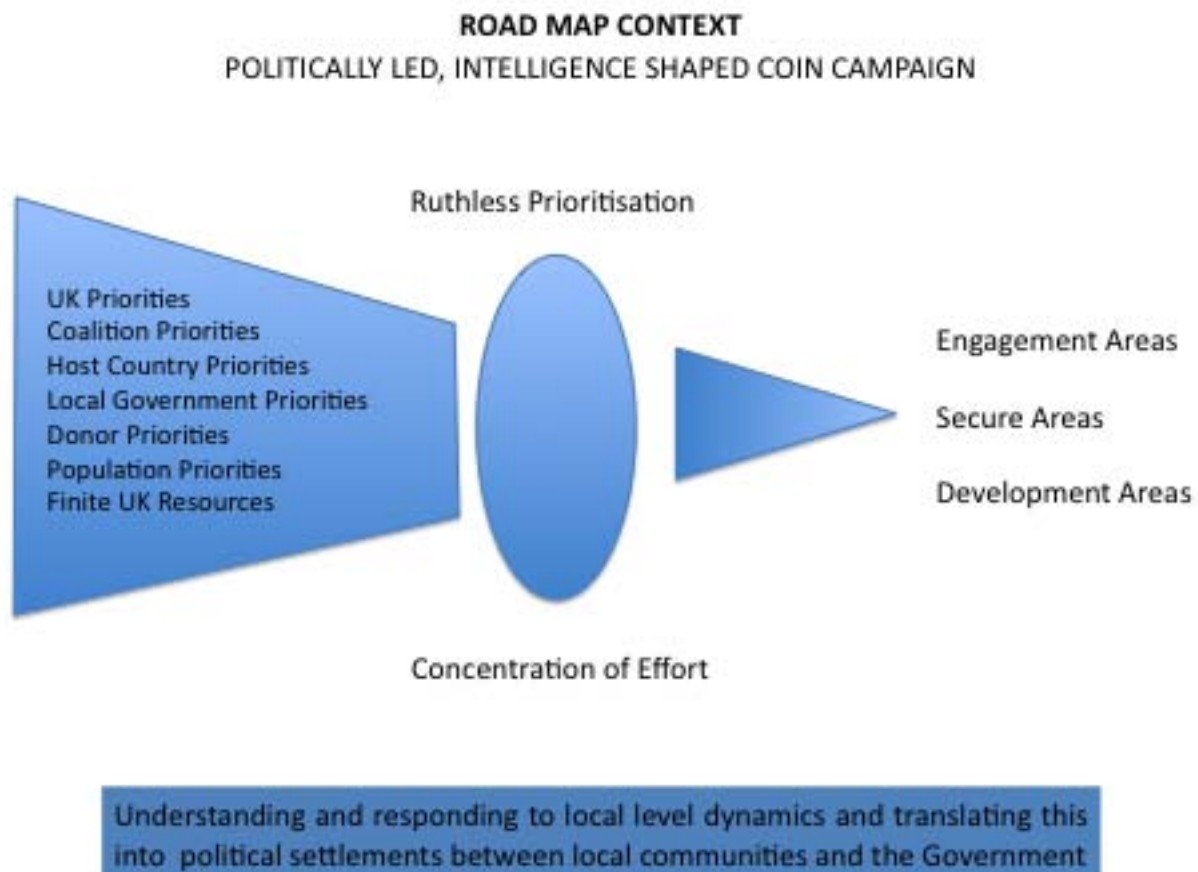 ROAD MAP CONTEXT
POLITICALLY LED, INTELLIGENCE SHAPED COIN CAMPAIGN
Ruthless Prioritisation
UK Priorities
Coalition Priorities
Host Country Priorities
Local Government Priorities
Donor Priorities
Population Priorities
Finite UK Resources
Engagement Areas
Secure Areas
Development Areas
Concentration of Effort
Understanding and responding to local level dynamics and translating this
into political settlements between local communities and the Government